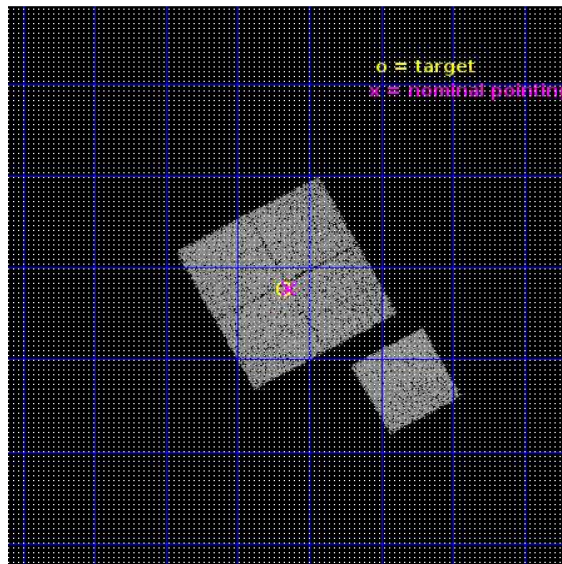 o = target
x = nominal pointing